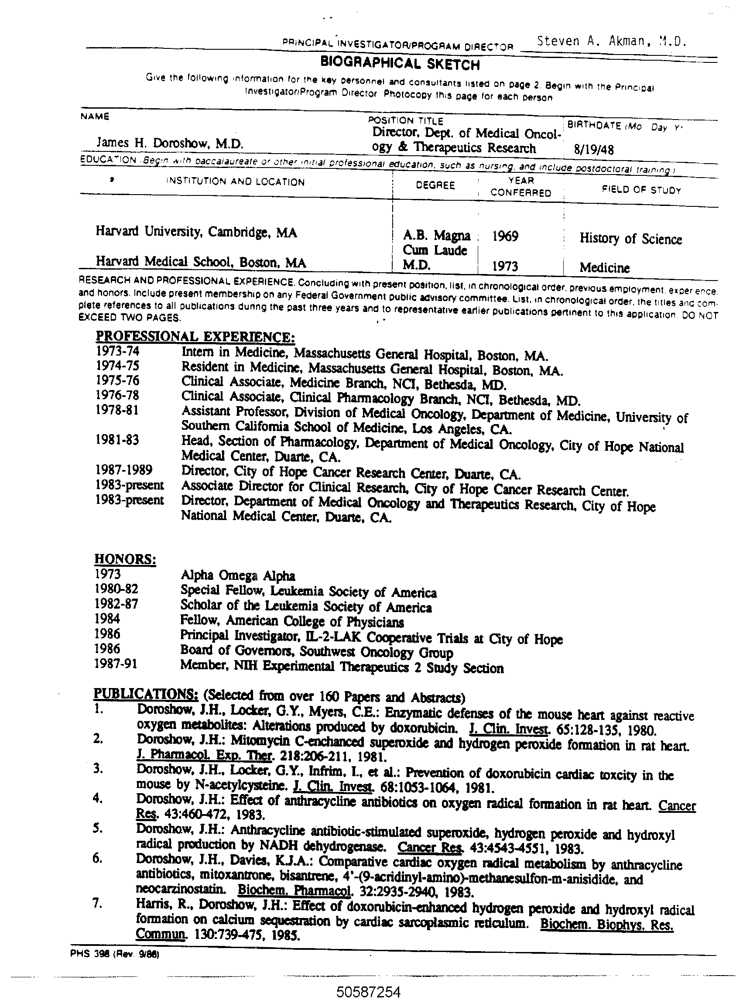 PRINCIPAL INVESTIGATOR/PROGRAM DIRECTOR Steven A. Akman, M.D.
BIOGRAPHICAL SKETCH
Give the following information for the key personnel and consultants listed on page 2. Begin with the Principal
Investigator/Program Director. Photocopy this page for each person
NAME
POSITION TITLE
BIRTHDATE (Mo. Day Yr.
James H. Doroshow, M.D.
Director, Dept. of Medical Oncol-
ogy & Therapeutics Research
8/19/48
EDUCATION (Begin with baccalaureate or other initial professional education, such as nursing, and include postdoctoral training.)
INSTITUTION AND LOCATION
DEGREE
YEAR
CONFERRED
FIELD OF STUDY
Harvard University, Cambridge, MA
A.B. Magna
Cum Laude
1969
History of Science
Harvard Medical School, Boston, MA
M.D.
1973
Medicine
RESEARCH AND PROFESSIONAL EXPERIENCE. Concluding with present position, list, in chronological order, previous employment, experience,
and honors. Include present membership on any Federal Government public advisory committee. List, in chronological order, the titles and com-
plete references to all publications during the past three years and to representative earlier publications pertinent to this application. DO NOT
EXCEED TWO PAGES.
PROFESSIONAL EXPERIENCE:
1973-74 Intern in Medicine, Massachusetts General Hospital, Boston, MA.
1974-75 Resident in Medicine, Massachusetts General Hospital, Boston, MA.
1975-76 Clinical Associate, Medicine Branch, NCI, Bethesda, MD.
1976-78 Clinical Associate, Clinical Pharmacology Branch, NCI, Bethesda, MD.
1978-81 Assistant Professor, Division of Medical Oncology, Department of Medicine, University of
Southern California School of Medicine, Los Angeles, CA.
1981-83 Head, Section of Pharmacology, Department of Medical Oncology, City of Hope National
Medical Center, Duarte, CA.
1987-1989 Director, City of Hope Cancer Research Center, Duarte, CA.
1983-present Associate Director for Clinical Research, City of Hope Cancer Research Center.
1983-present Director, Department of Medical Oncology and Therapeutics Research, City of Hope
National Medical Center, Duarte, CA.
HONORS:
1973 Alpha Omega Alpha
1980-82 Special Fellow, Leukemia Society of America
1982-87 Scholar of the Leukemia Society of America
1984 Fellow, American College of Physicians
1986 Principal Investigator, IL-2-LAK Cooperative Trials at City of Hope
1986 Board of Governors, Southwest Oncology Group
1987-91 Member, NIH Experimental Therapeutics 2 Study Section
PUBLICATIONS: (Selected from over 160 Papers and Abstracts)
1. Doroshow, J.H., Locker, G.Y., Myers, C.E.: Enzymatic defenses of the mouse heart against reactive
oxygen metabolites: Alterations produced by doxorubicin. J. Clin. Invest. 65:128-135, 1980.
2. Doroshow, J.H.: Mitomycin C-enchanced superoxide and hydrogen peroxide formation in rat heart.
J. Pharmacol. Exp. Ther. 218:206-211, 1981.
3. Doroshow, J.H., Locker, G.Y., Infrim, I., et al.: Prevention of doxorubicin cardiac toxcity in the
mouse by N-acetylcysteine. J. Clin. Invest. 68:1053-1064, 1981.
4. Doroshow, J.H.: Effect of anthracycline antibiotics on oxygen radical formation in rat heart. Cancer
Res. 43:460-472, 1983.
5. Doroshow, J.H.: Anthracycline antibiotic-stimulated superoxide, hydrogen peroxide and hydroxyl
radical production by NADH dehydrogenase. Cancer Res. 43:4543-4551, 1983.
6. Doroshow, J.H., Davies, K.J.A.: Comparative cardiac oxygen radical metabolism by anthracycline
antibiotics, mitoxantrone, bisantrene, 4'-(9-acridinyl-amino)-methanesulfon-m-anisidide, and
neocarzinostatin. Biochem. Pharmacol. 32:2935-2940, 1983.
7. Harris, R., Doroshow, J.H.: Effect of doxorubicin-enhanced hydrogen peroxide and hydroxyl radical
formation on calcium sequestration by cardiac sarcoplasmic reticulum. Biochem. Biophys. Res.
Commun. 130:739-475, 1985.
PHS 398 (Rev. 9/86)
50587254